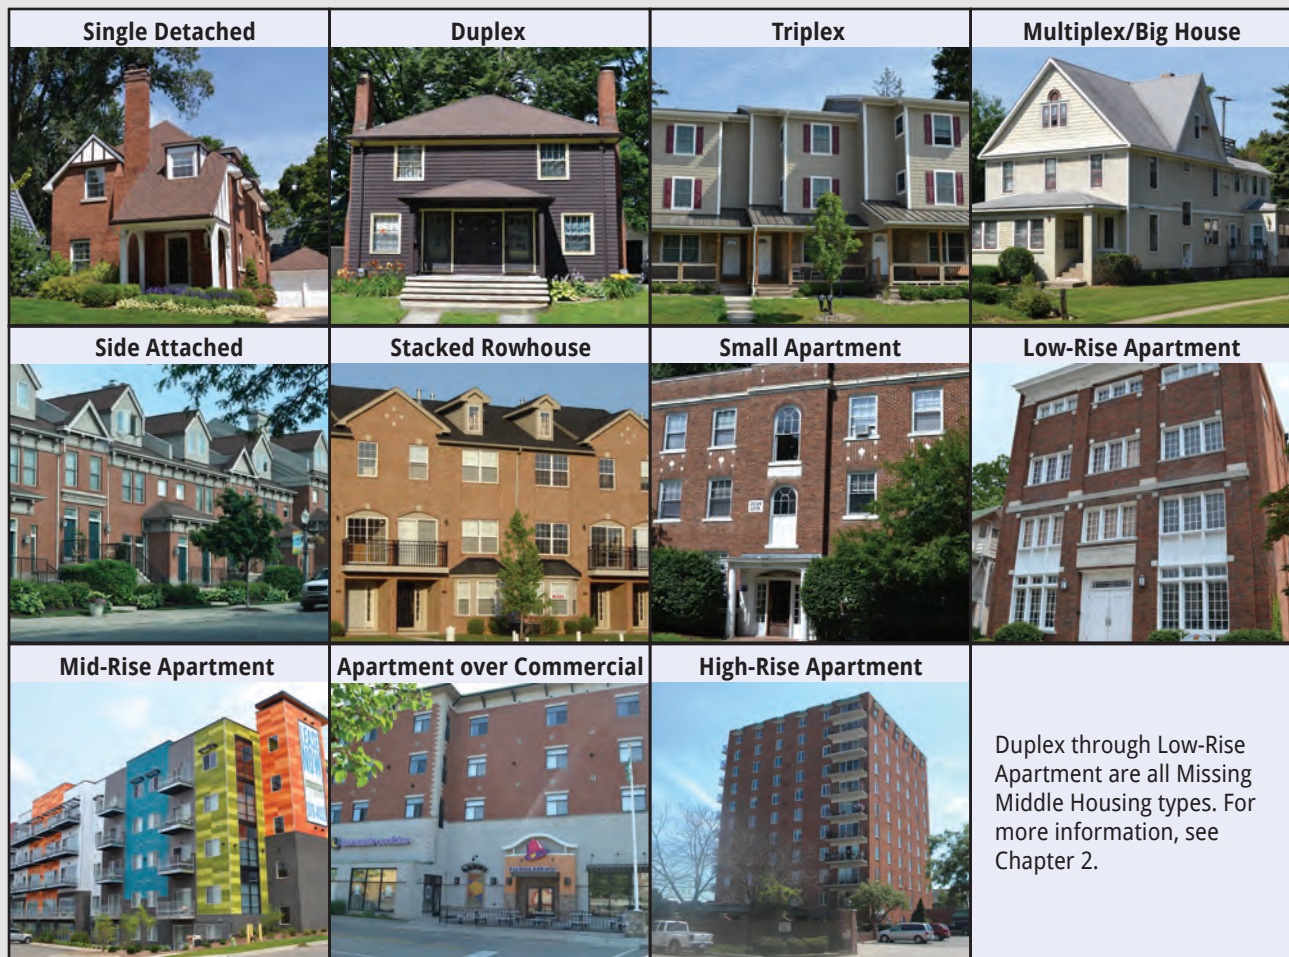 Single Detached
Duplex
Triplex
Multiplex/Big House
Side Attached
Stacked Rowhouse
Small Apartment
Low-Rise Apartment
Mid-Rise Apartment
Apartment over Commercial
High-Rise Apartment
LEASE
NOW
Duplex through Low-Rise
Apartment are all Missing
Middle Housing types. For
more information, see
Chapter 2.